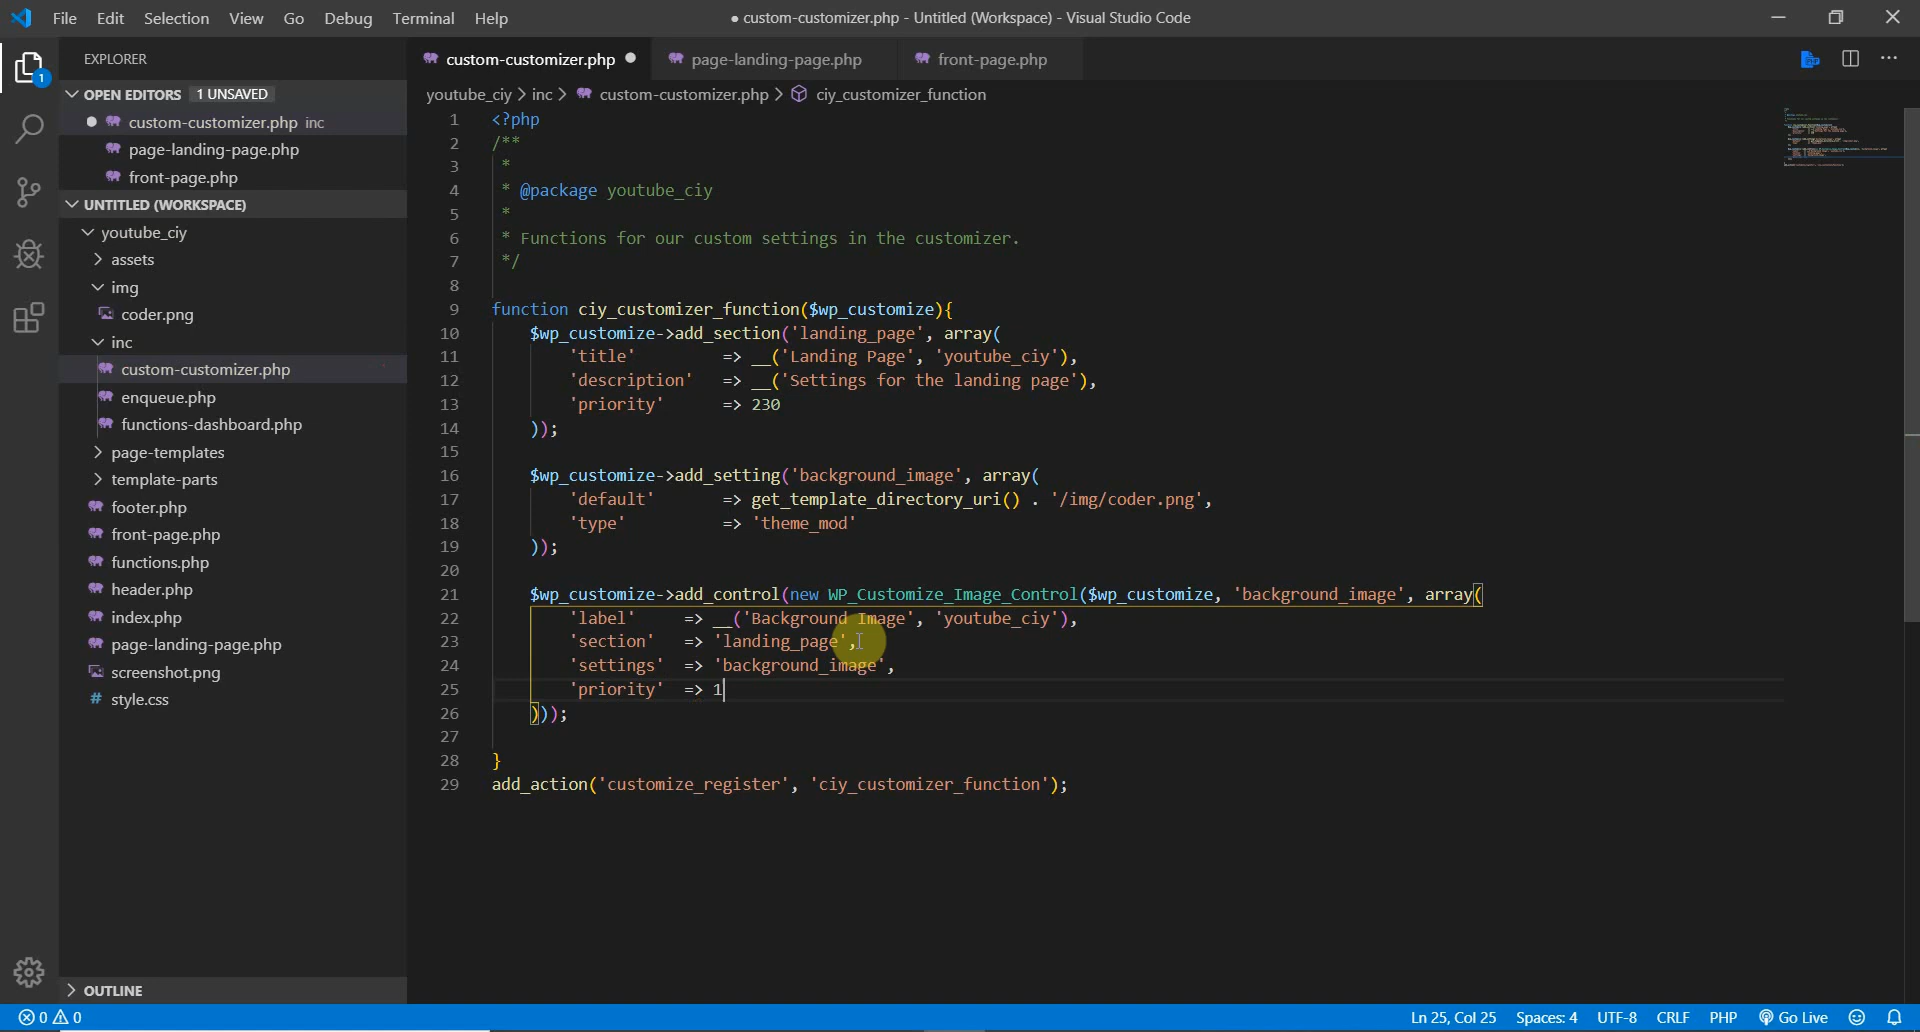 File Edit Selection View Go Debug Terminal Help
● custom-customizer.php - Untitled (Workspace) - Visual Studio Code
EXPLORER
1
OPEN EDITORS 1 UNSAVED
custom-customizer.php inc
page-landing-page.php
front-page.php
UNTITLED (WORKSPACE)
youtube_ciy
assets
img
coder.png
inc
custom-customizer.php
enqueue.php
functions-dashboard.php
page-templates
template-parts
footer.php
front-page.php
functions.php
header.php
index.php
page-landing-page.php
screenshot.png
# style.css
OUTLINE
custom-customizer.php page-landing-page.php front-page.php
youtube_ciy > inc > custom-customizer.php > ciy_customizer_function
1 <?php
2 /**
3 *
4 * @package youtube_ciy
5 *
6 * Functions for our custom settings in the customizer.
7 */
8
9 function ciy_customizer_function($wp_customize){
10 $wp_customize->add_section('landing_page', array(
11 'title' => __('Landing Page', 'youtube_ciy'),
12 'description' => __('Settings for the landing page'),
13 'priority' => 230
14 ));
15
16 $wp_customize->add_setting('background_image', array(
17 'default' => get_template_directory_uri() . '/img/coder.png',
18 'type' => 'theme_mod'
19 ));
20
21 $wp_customize->add_control(new WP_Customize_Image_Control($wp_customize, 'background_image', array(
22 'label' => __('Background Image', 'youtube_ciy'),
23 'section' => 'landing_page',
24 'settings' => 'background_image',
25 'priority' => 1
26 )));
27
28 }
29 add_action('customize_register', 'ciy_customizer_function');
0 0
Ln 25, Col 25 Spaces: 4 UTF-8 CRLF PHP Go Live